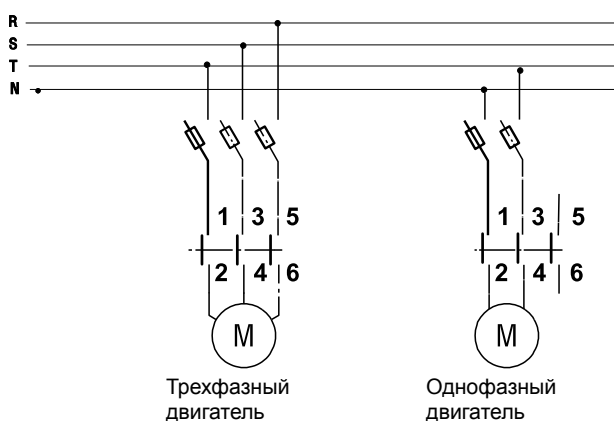 R
S
T
N
1 3 5
2 4 6
M
Трехфазный
двигатель
1 3 5
2 4 6
M
Однофазный
двигатель